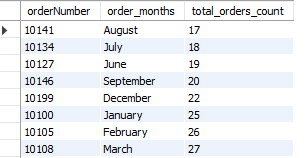 orderNumber order_months total_orders_count
10141 August 17
10134 July 18
10127 June 19
10146 September 20
10199 December 22
10100 January 25
10105 February 26
10108 March 27